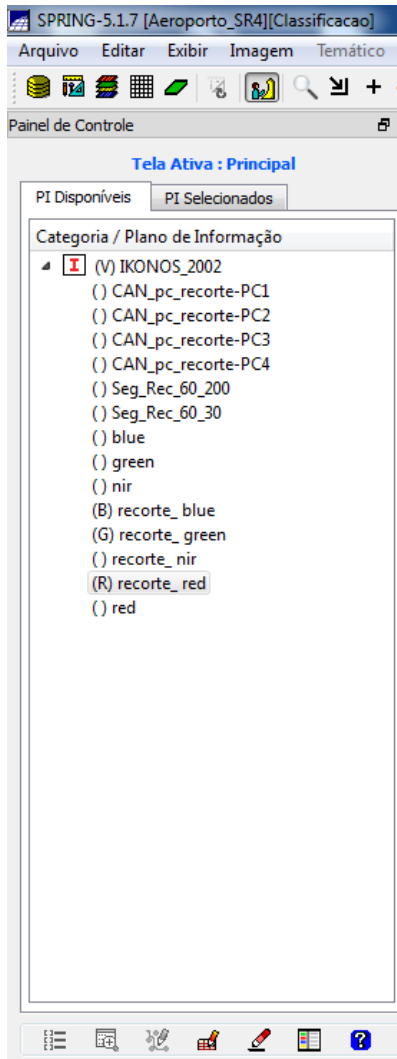 SPRING-5.1.7 [Aeroporto_SR4][Classificacao]
Arquivo Editar Exibir Imagem Temático
Painel de Controle
Tela Ativa : Principal
PI Disponíveis PI Selecionados
Categoria / Plano de Informação
(V) IKONOS_2002
( ) CAN_pc_recorte-PC1
( ) CAN_pc_recorte-PC2
( ) CAN_pc_recorte-PC3
( ) CAN_pc_recorte-PC4
( ) Seg_Rec_60_200
( ) Seg_Rec_60_30
( ) blue
( ) green
( ) nir
(B) recorte_ blue
(G) recorte_ green
( ) recorte_ nir
(R) recorte_ red
( ) red